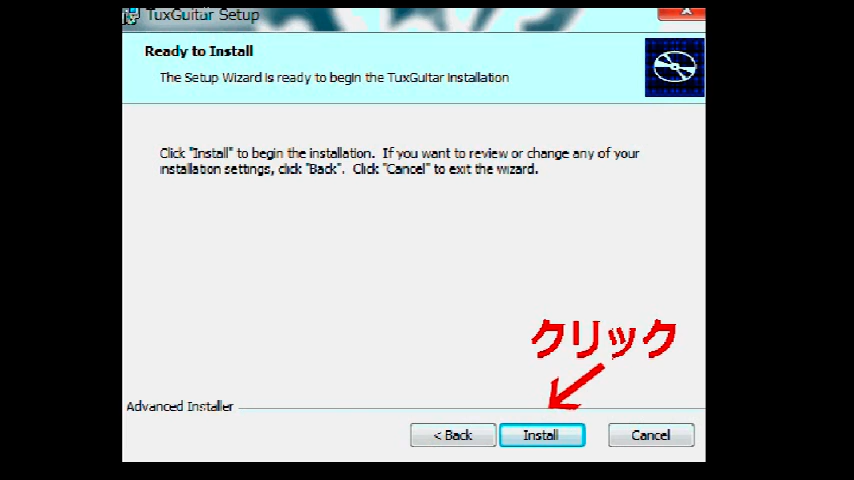 TuxGuitar Setup
Ready to Install
The Setup Wizard is ready to begin the TuxGuitar installation
Click "Install" to begin the installation.  If you want to review or change any of your
installation settings, click "Back".  Click "Cancel" to exit the wizard.
クリック
Advanced Installer
< Back
Install
Cancel